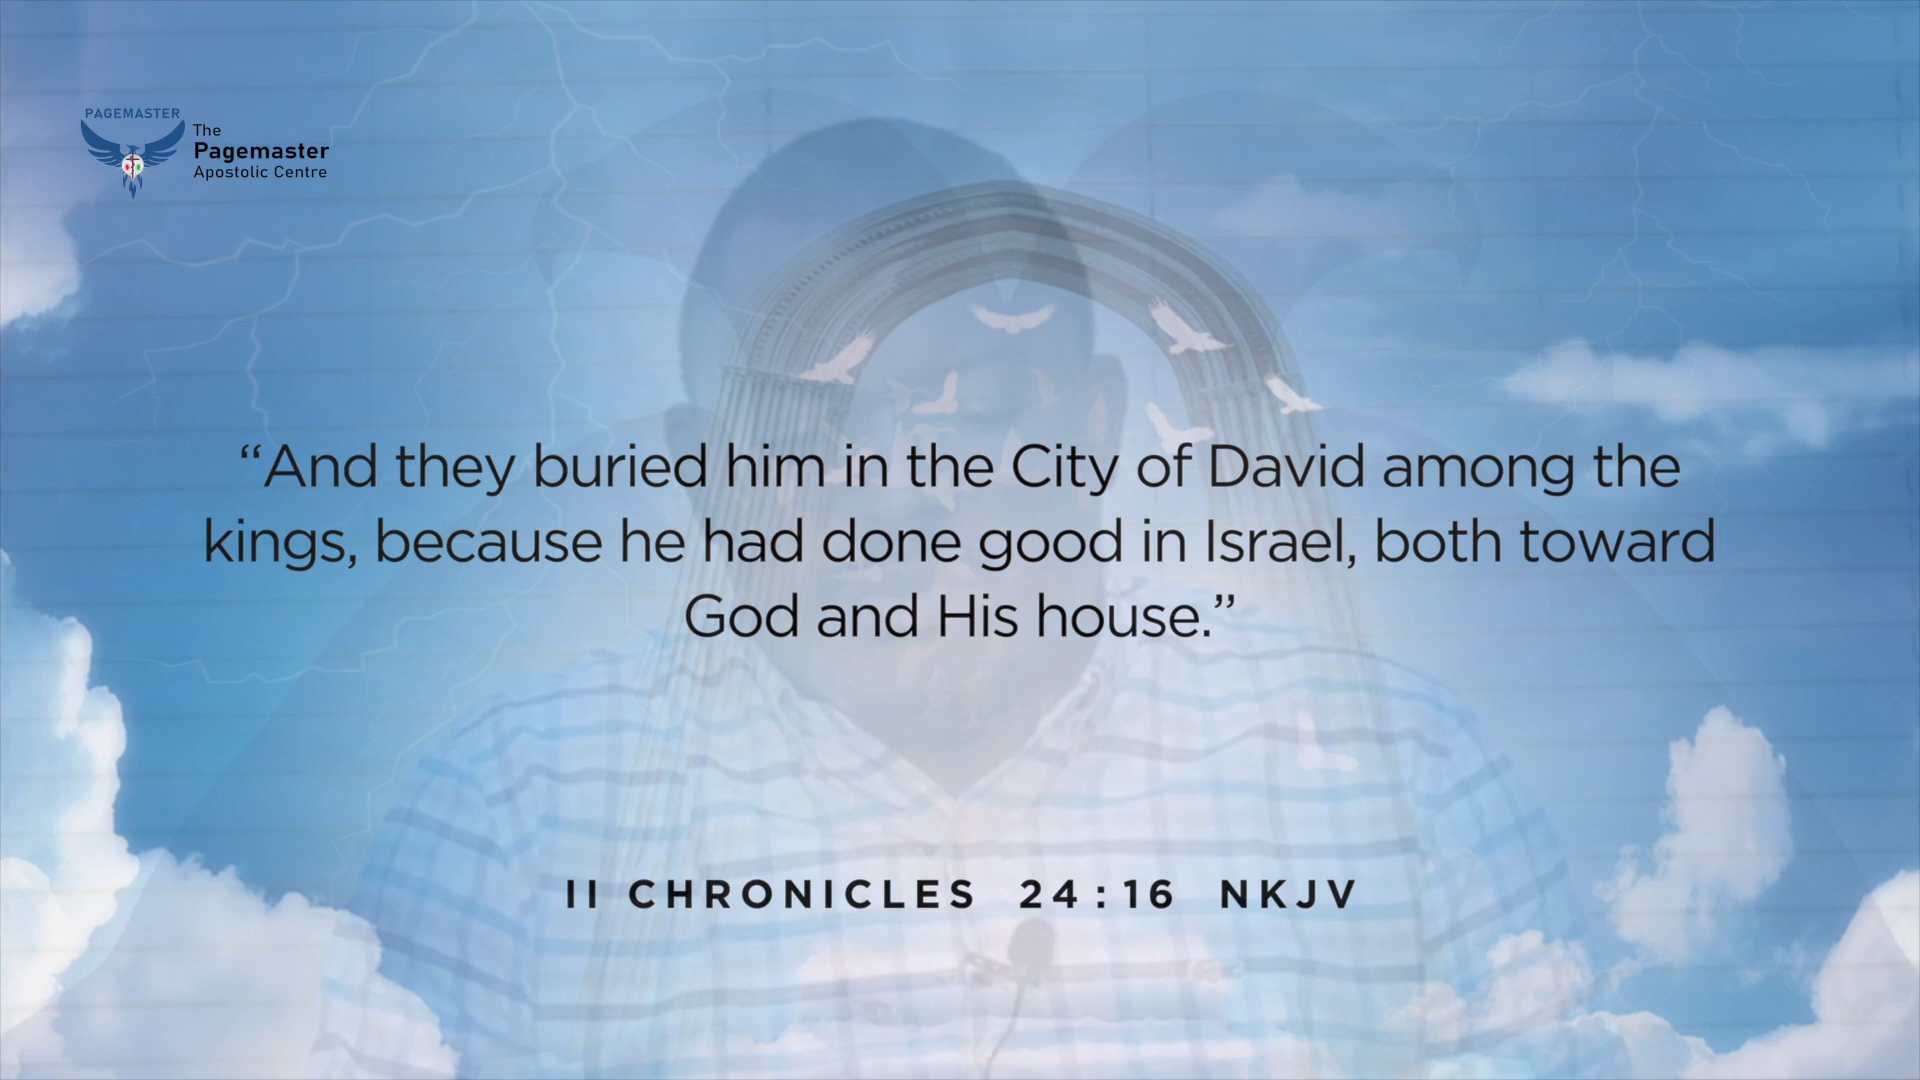 PAGEMASTER
The
Pagemaster
Apostolic Centre
“And they buried him in the City of David among the
kings, because he had done good in Israel, both toward
God and His house.”
II CHRONICLES 24:16 NKJV